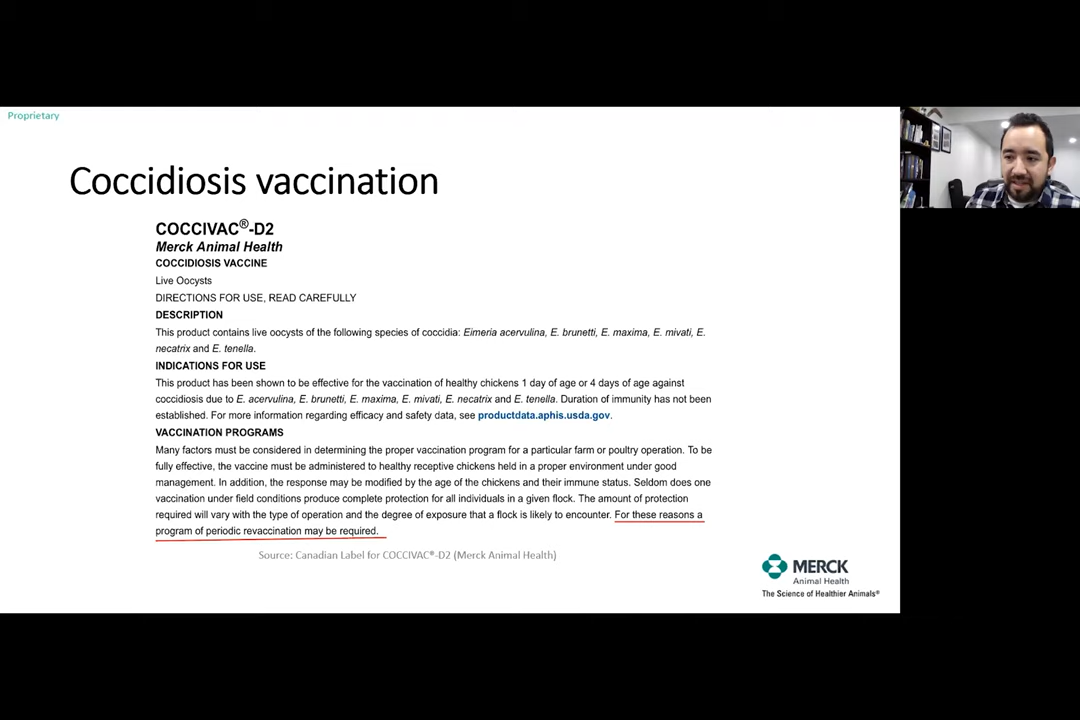 Proprietary
Coccidiosis vaccination
COCCIVAC®-D2
Merck Animal Health
COCCIDIOSIS VACCINE
Live Oocysts
DIRECTIONS FOR USE, READ CAREFULLY
DESCRIPTION
This product contains live oocysts of the following species of coccidia: Eimeria acervulina, E. brunetti, E. maxima, E. mivati, E.
necatrix and E. tenella.
INDICATIONS FOR USE
This product has been shown to be effective for the vaccination of healthy chickens 1 day of age or 4 days of age against
coccidiosis due to E. acervulina, E. brunetti, E. maxima, E. mivati, E. necatrix and E. tenella. Duration of immunity has not been
established. For more information regarding efficacy and safety data, see productdata.aphis.usda.gov.
VACCINATION PROGRAMS
Many factors must be considered in determining the proper vaccination program for a particular farm or poultry operation. To be
fully effective, the vaccine must be administered to healthy receptive chickens held in a proper environment under good
management. In addition, the response may be modified by the age of the chickens and their immune status. Seldom does one
vaccination under field conditions produce complete protection for all individuals in a given flock. The amount of protection
required will vary with the type of operation and the degree of exposure that a flock is likely to encounter. For these reasons a
program of periodic revaccination may be required.
Source: Canadian Label for COCCIVAC®-D2 (Merck Animal Health)
MERCK
Animal Health
The Science of Healthier Animals®